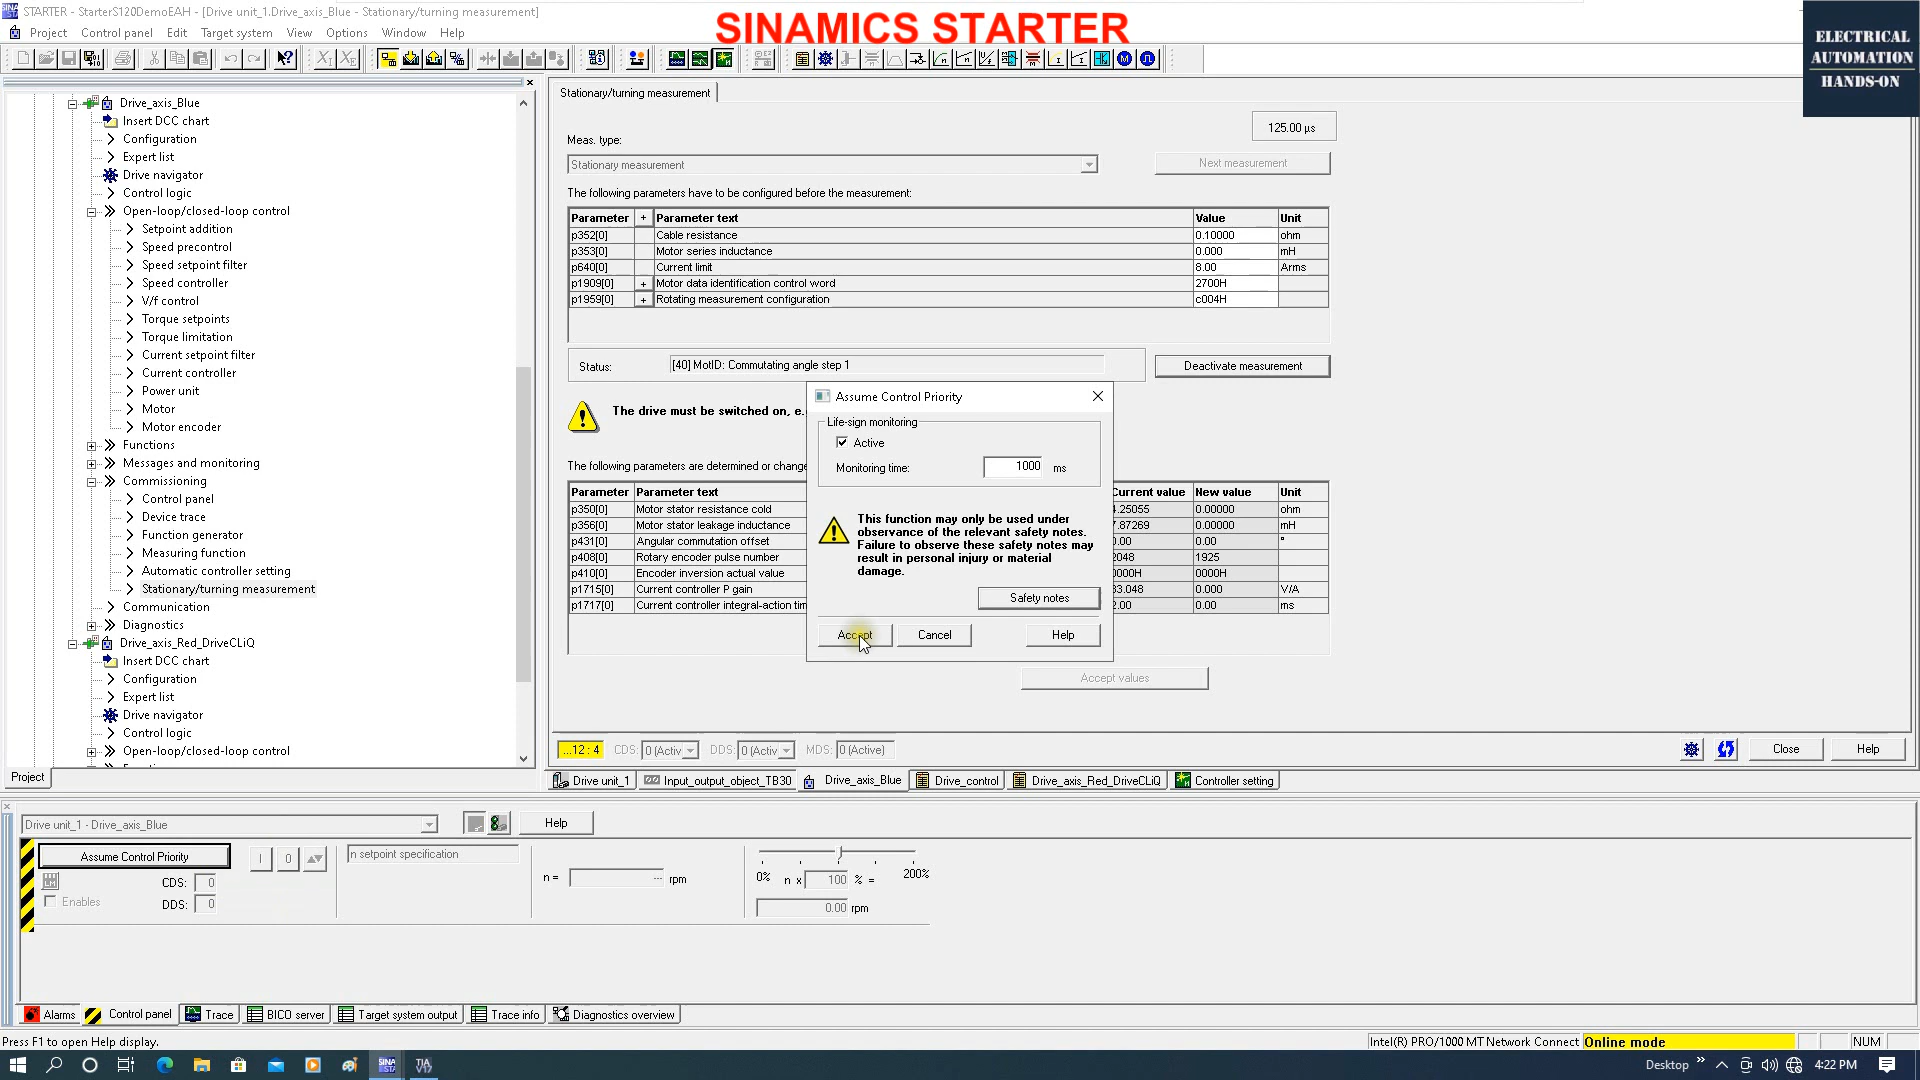 STARTER - StarterS120DemoEAH - [Drive unit_1.Drive_axis_Blue - Stationary/turning measurement]
SINAMICS STARTER
ELECTRICAL
AUTOMATION
HANDS-ON
Project Control panel Edit Target system View Options Window Help
Drive_axis_Blue
Insert DCC chart
Configuration
Expert list
Drive navigator
Control logic
Open-loop/closed-loop control
Setpoint addition
Speed precontrol
Speed setpoint filter
Speed controller
V/f control
Torque setpoints
Torque limitation
Current setpoint filter
Current controller
Power unit
Motor
Motor encoder
Functions
Messages and monitoring
Commissioning
Control panel
Device trace
Function generator
Measuring function
Automatic controller setting
Stationary/turning measurement
Communication
Diagnostics
Drive_axis_Red_DriveCLiQ
Insert DCC chart
Configuration
Expert list
Drive navigator
Control logic
Open-loop/closed-loop control
Project
Stationary/turning measurement
125.00 µs
Meas. type:
Stationary measurement
Next measurement
The following parameters have to be configured before the measurement:
Parameter + Parameter text Value Unit
p352[0] Cable resistance 0.10000 ohm
p353[0] Motor series inductance 0.000 mH
p640[0] Current limit 8.00 Arms
p1909[0] + Motor data identification control word 2700H
p1959[0] + Rotating measurement configuration c004H
Status: [40] MotID: Commutating angle step 1
Deactivate measurement
The drive must be switched on, e.
The following parameters are determined or change
Parameter Parameter text Current value New value Unit
p350[0] Motor stator resistance cold 4.25055 0.00000 ohm
p356[0] Motor stator leakage inductance 7.87269 0.00000 mH
p431[0] Angular commutation offset 0.00 0.00 °
p408[0] Rotary encoder pulse number 2048 1925
p410[0] Encoder inversion actual value 0000H 0000H
p1715[0] Current controller P gain 33.048 0.000 V/A
p1717[0] Current controller integral-action tim 2.00 0.00 ms
Accept values
Assume Control Priority
Life-sign monitoring
Active
Monitoring time: 1000 ms
This function may only be used under
observance of the relevant safety notes.
Failure to observe these safety notes may
result in personal injury or material
damage.
Safety notes
Accept Cancel Help
...12 : 4 CDS: 0 (Activ DDS: 0 (Activ MDS: 0 (Active) Close Help
Drive unit_1 Input_output_object_TB30 Drive_axis_Blue Drive_control Drive_axis_Red_DriveCLiQ Controller setting
Drive unit_1 - Drive_axis_Blue Help
Assume Control Priority I 0 n setpoint specification
CDS: 0
Enables DDS: 0
n = --- rpm
0% n x 100 % = 200%
0.00 rpm
Alarms Control panel Trace BICO server Target system output Trace info Diagnostics overview
Press F1 to open Help display. Intel(R) PRO/1000 MT Network Connect Online mode NUM
Desktop 4:22 PM